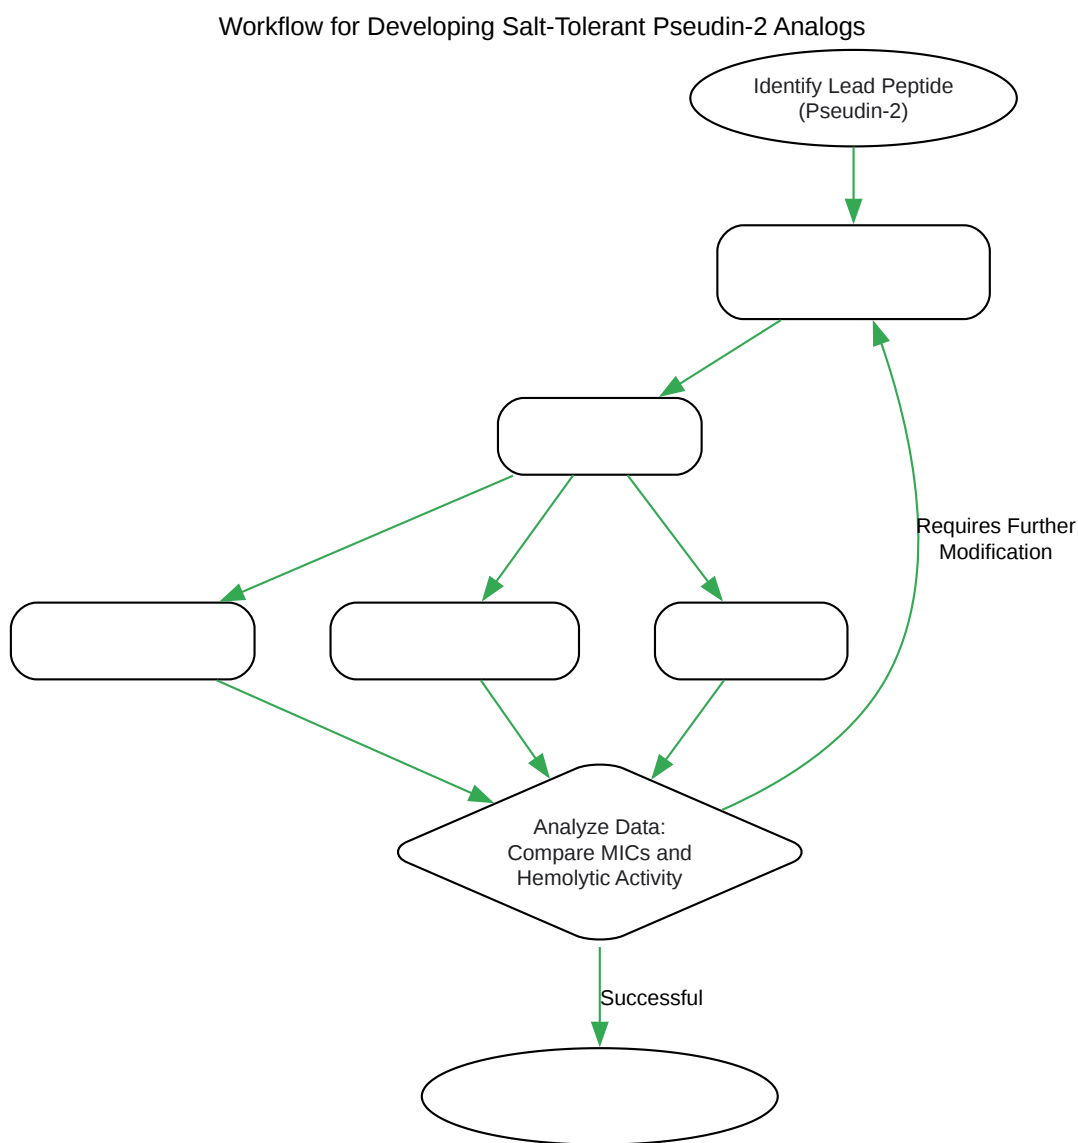 Workflow for Developing Salt-Tolerant Pseudin-2 Analogs
Identify Lead Peptide
(Pseudin-2)
Requires Further
Modification
Analyze Data:
Compare MICs and
Hemolytic Activity
Successful